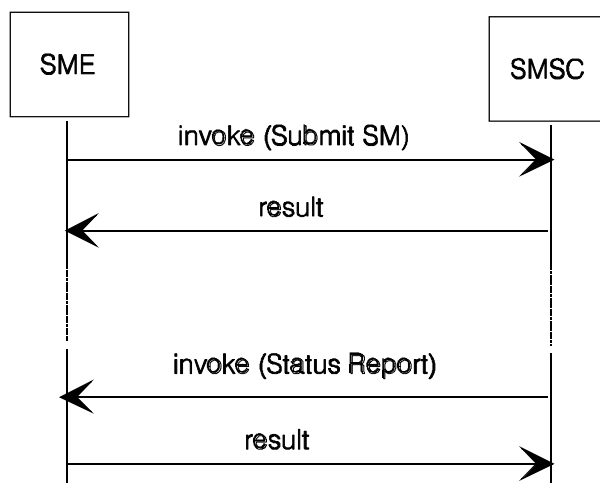 SME
SMSC
invoke (Submit SM)
result
invoke (Status Report)
result